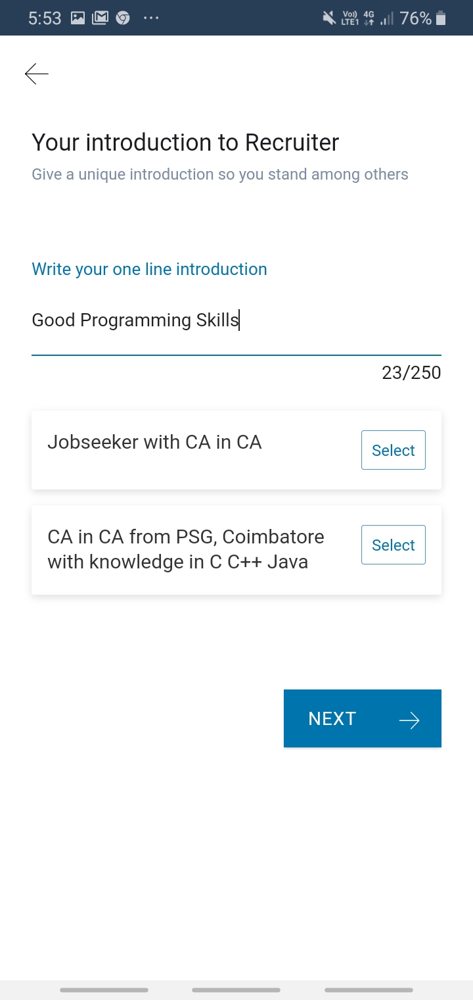 5:53 ... Vo)) LTE1 4G 76%
Your introduction to Recruiter
Give a unique introduction so you stand among others
Write your one line introduction
Good Programming Skills
23/250
Jobseeker with CA in CA
Select
CA in CA from PSG, Coimbatore
with knowledge in C C++ Java
Select
NEXT